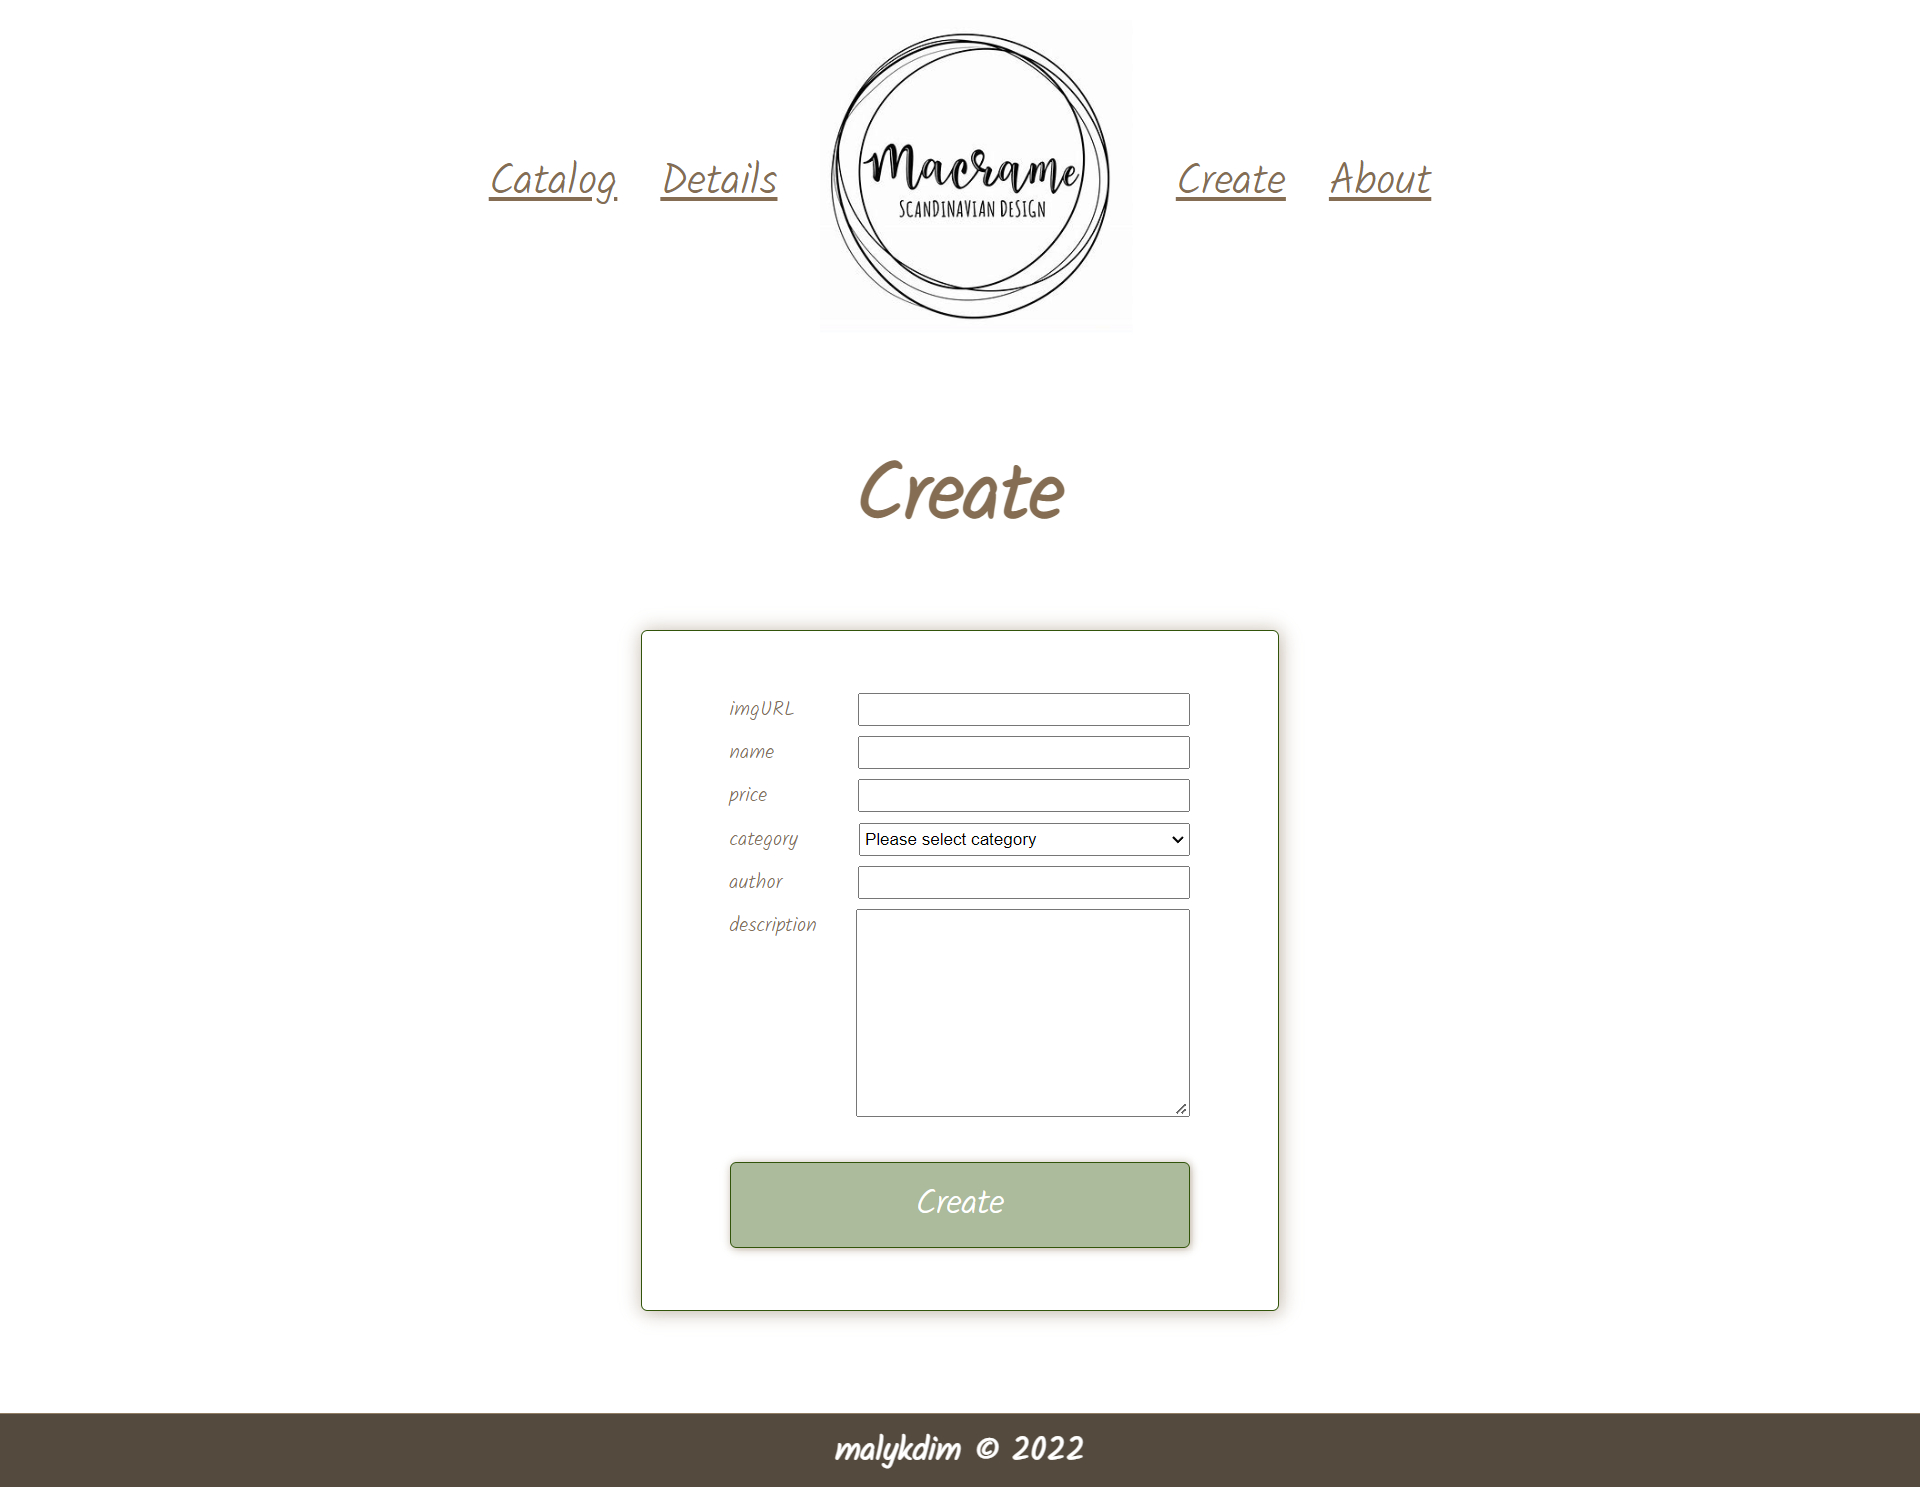 Catalog Details Macrame Create About
SCANDINAVIAN DESIGN
Create
imgURL
name
price
category Please select category
author
description
Create
malykdim © 2022